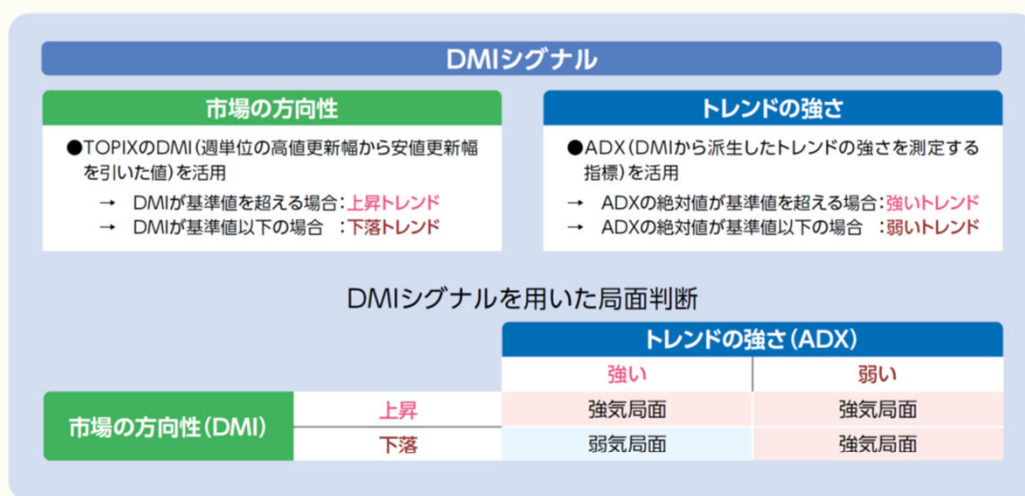 DMIシグナル
市場の方向性
●TOPIXのDMI(週単位の高値更新幅から安値更新幅
を引いた値)を活用
→ DMIが基準値を超える場合:上昇トレンド
→ DMIが基準値以下の場合 :下落トレンド
トレンドの強さ
●ADX(DMIから派生したトレンドの強さを測定する
指標)を活用
→ ADXの絶対値が基準値を超える場合:強いトレンド
→ ADXの絶対値が基準値以下の場合 :弱いトレンド
DMIシグナルを用いた局面判断
トレンドの強さ(ADX)
強い 弱い
市場の方向性(DMI)
上昇 強気局面 強気局面
下落 弱気局面 強気局面